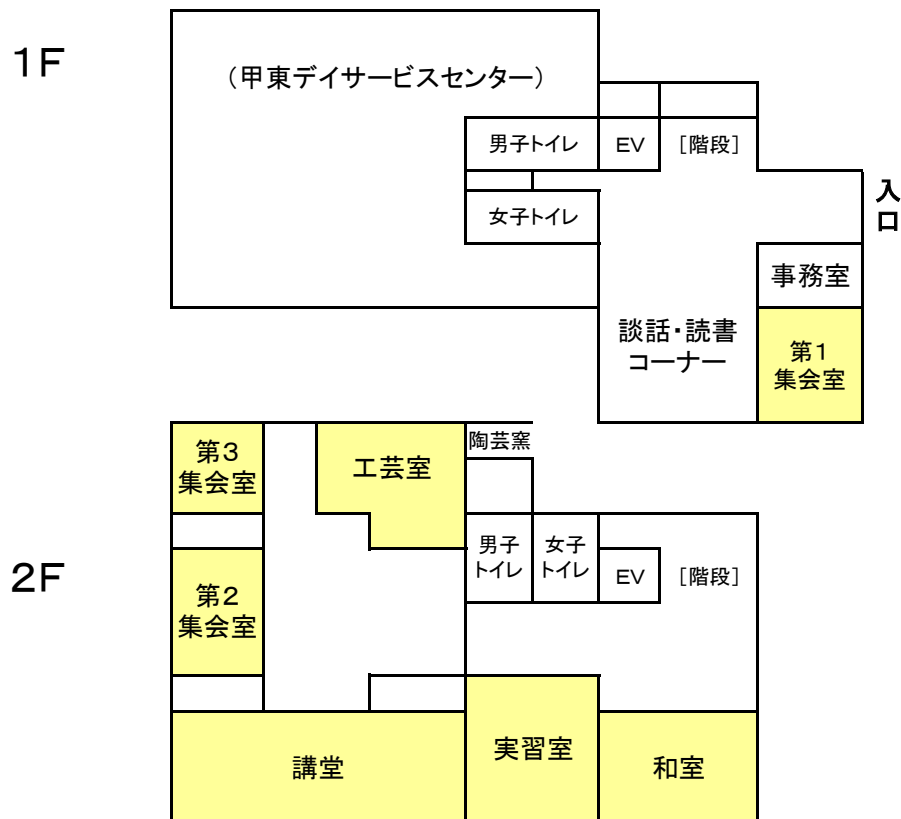 1F
（甲東デイサービスセンター）
男子トイレ
EV
［階段］
入
口
女子トイレ
事務室
談話・読書
コーナー
第1
集会室
2F
第3
集会室
工芸室
陶芸窯
男子
トイレ
女子
トイレ
EV
［階段］
第2
集会室
講堂
実習室
和室